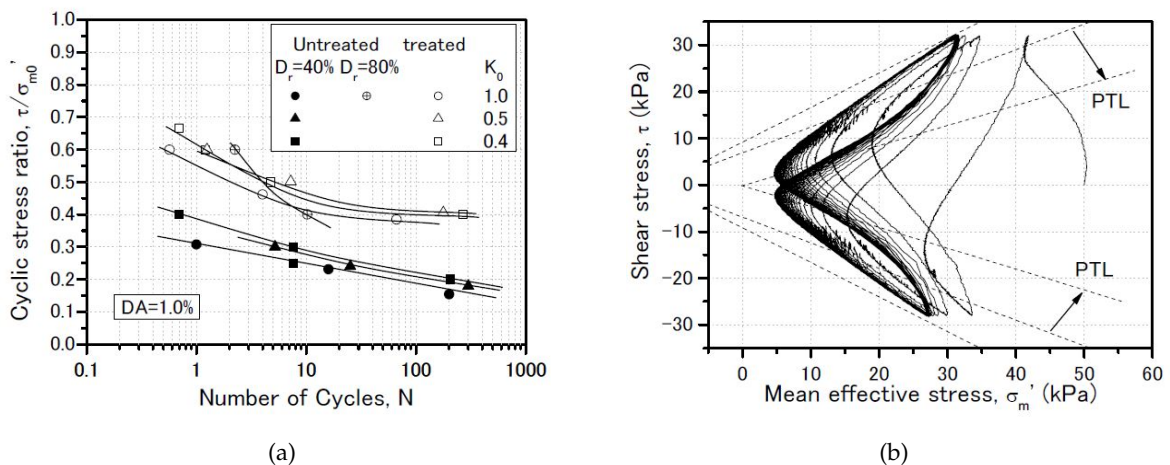 1.0
0.9
0.8
0.7
0.6
0.5
0.4
0.3
0.2
0.1
0.0
Cyclic stress ratio, τ/σm0'
Untreated treated
Dr=40% Dr=80% K0
1.0
0.5
0.4
DA=1.0%
0.1 1 10 100 1000
Number of Cycles, N
(a)
30
20
10
0
-10
-20
-30
Shear stress, τ (kPa)
PTL
PTL
0 10 20 30 40 50 60
Mean effective stress, σm' (kPa)
(b)